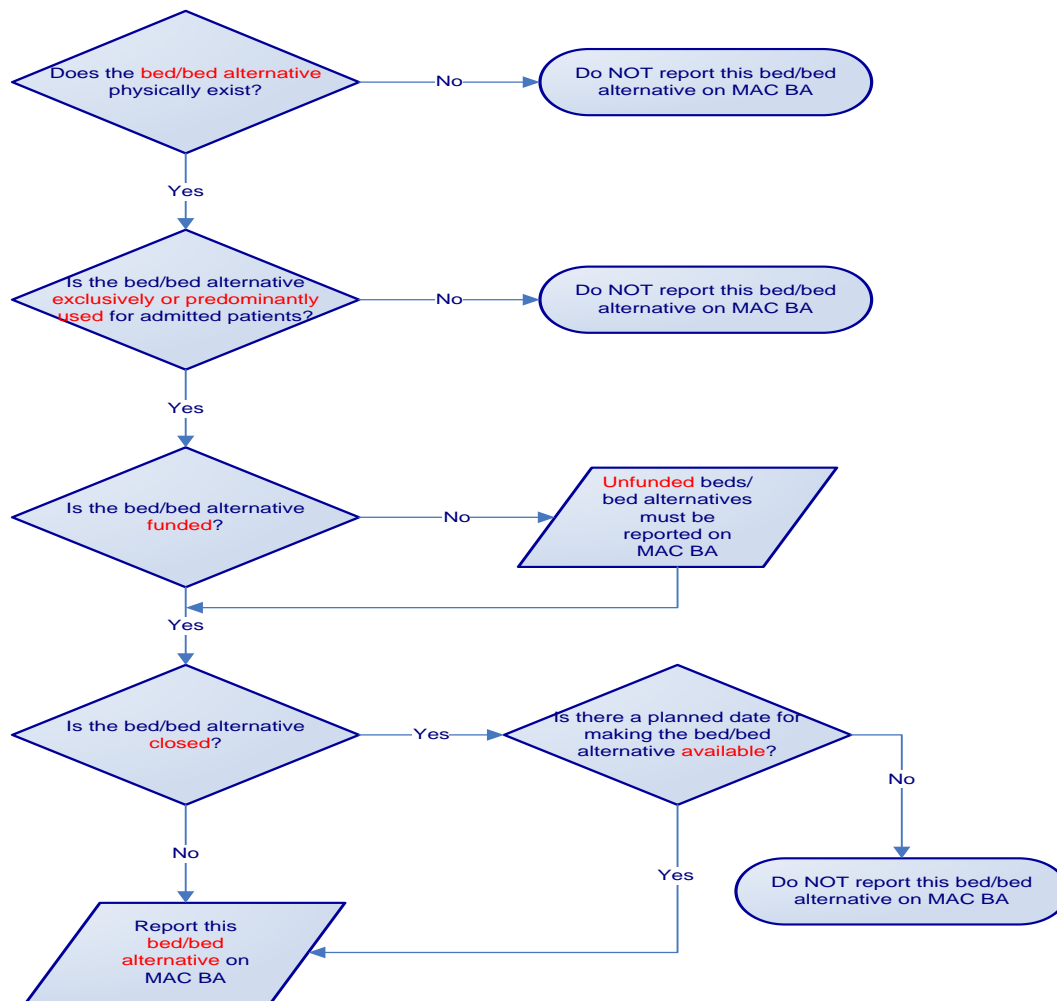 Does the bed/bed alternative
physically exist?
No
Do NOT report this bed/bed
alternative on MAC BA
Yes
Is the bed/bed alternative
exclusively or predominantly
used for admitted patients?
No
Do NOT report this bed/bed
alternative on MAC BA
Yes
Is the bed/bed alternative
funded?
No
Unfunded beds/
bed alternatives
must be
reported on
MAC BA
Yes
Is the bed/bed alternative
closed?
Yes
Is there a planned date for
making the bed/bed
alternative available?
No
Do NOT report this bed/bed
alternative on MAC BA
No
Yes
Report this
bed/bed
alternative on
MAC BA